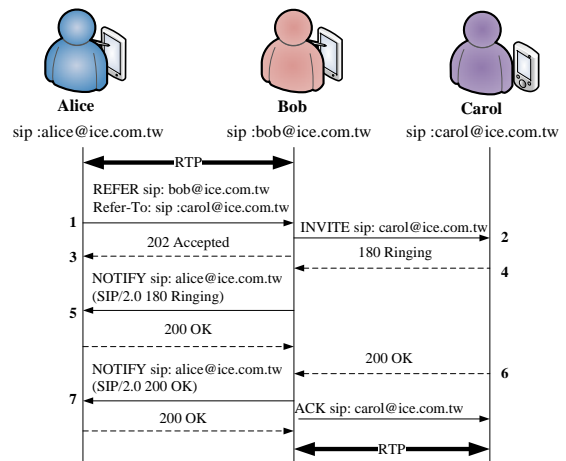 Alice
Bob
Carol
sip :alice@ice.com.tw
sip :bob@ice.com.tw
sip :carol@ice.com.tw
RTP
REFER sip: bob@ice.com.tw
Refer-To: sip :carol@ice.com.tw
1
INVITE sip: carol@ice.com.tw
2
202 Accepted
3
180 Ringing
4
NOTIFY sip: alice@ice.com.tw
(SIP/2.0 180 Ringing)
5
200 OK
200 OK
6
NOTIFY sip: alice@ice.com.tw
(SIP/2.0 200 OK)
7
200 OK
ACK sip: carol@ice.com.tw
RTP